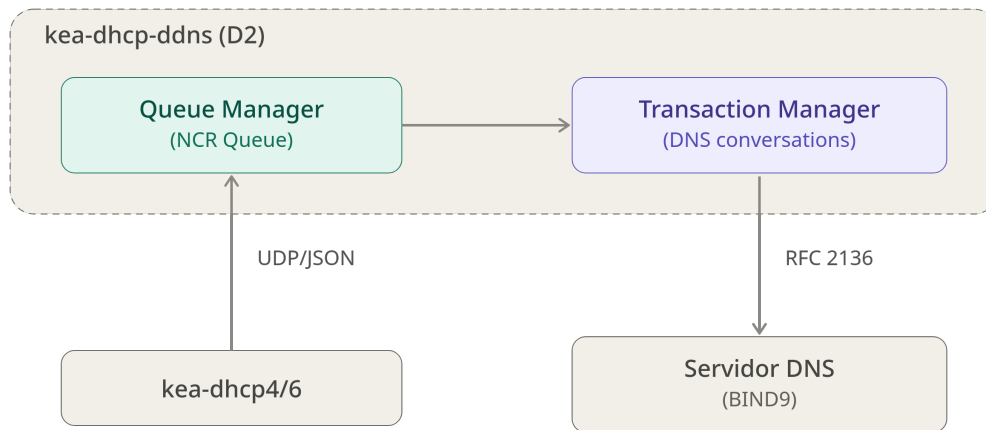 kea-dhcp-ddns (D2)
Queue Manager
(NCR Queue)
Transaction Manager
(DNS conversations)
UDP/JSON
RFC 2136
kea-dhcp4/6
Servidor DNS
(BIND9)